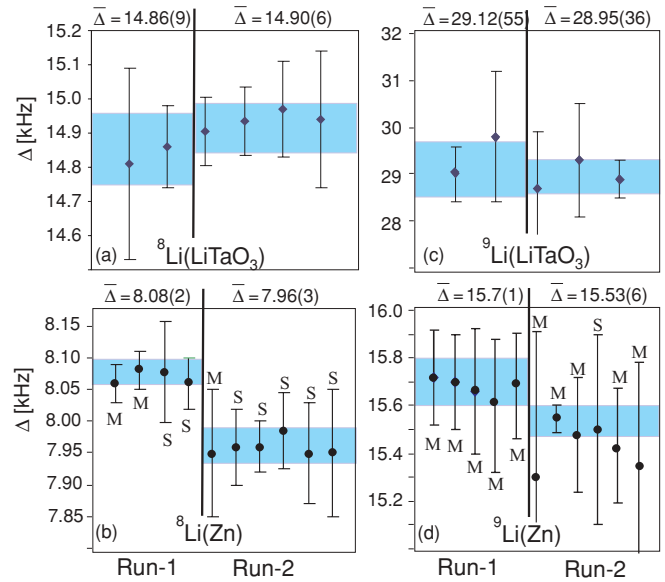 Δ̅ =14.86(9) Δ̅ =14.90(6)
Δ [kHz]
15.2
15.1
15.0
14.9
14.8
14.7
14.6
(a)
⁸Li(LiTaO₃)
Δ̅ =29.12(55) Δ̅ =28.95(36)
32
31
30
29
28
(c)
⁹Li(LiTaO₃)
Δ̅ =8.08(2) Δ̅ =7.96(3)
Δ [kHz]
8.15
8.10
8.05
8.00
7.95
7.90
7.85
M M S S M S S S S S
(b)
⁸Li(Zn)
Run-1 Run-2
Δ̅ =15.7(1) Δ̅ =15.53(6)
16.0
15.8
15.6
15.4
15.2
M M M M M M M M S M M
(d)
⁹Li(Zn)
Run-1 Run-2